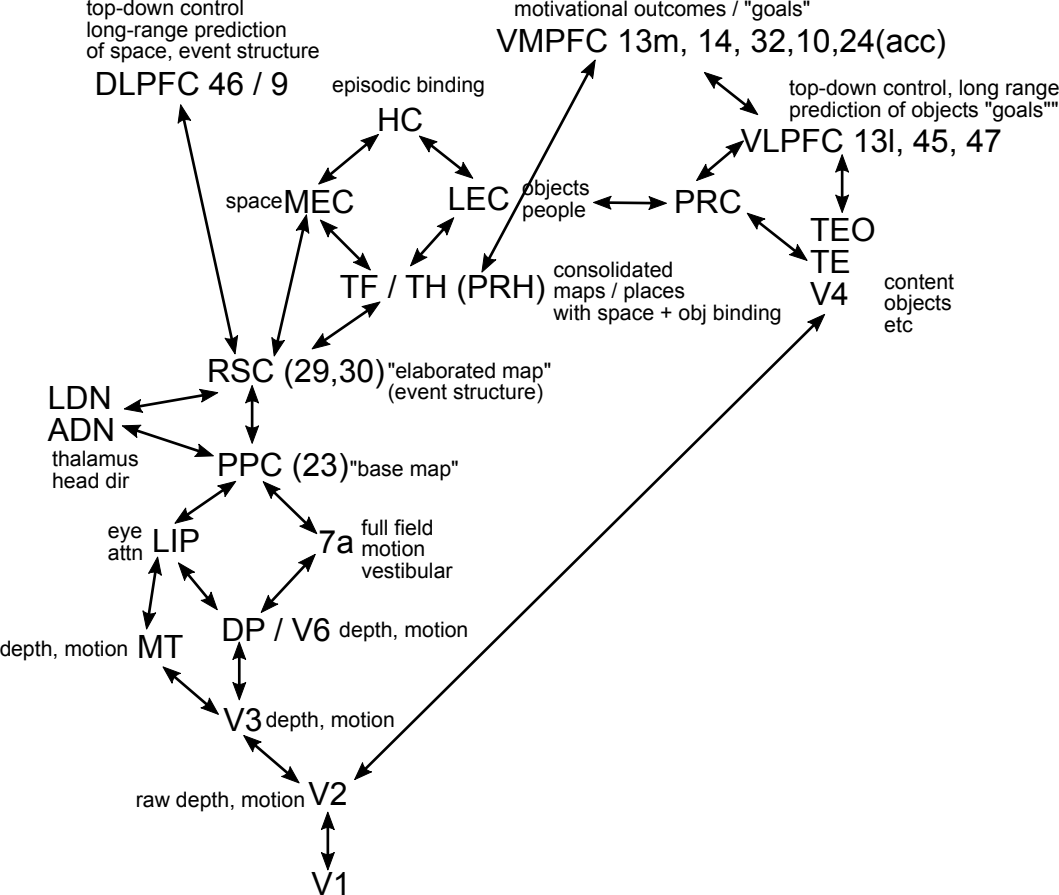 top-down control
long-range prediction
of space, event structure
DLPFC 46 / 9
motivational outcomes / "goals"
VMPFC 13m, 14, 32,10,24(acc)
episodic binding
HC
top-down control, long range
prediction of objects "goals""
VLPFC 13l, 45, 47
space MEC
LEC objects
people
PRC
TEO
TE
V4
content
objects
etc
TF / TH (PRH)
consolidated
maps / places
with space + obj binding
RSC (29,30) "elaborated map"
(event structure)
LDN
ADN
thalamus
head dir
PPC (23) "base map"
eye
attn
LIP
7a
full field
motion
vestibular
DP / V6 depth, motion
depth, motion MT
V3 depth, motion
raw depth, motion V2
V1